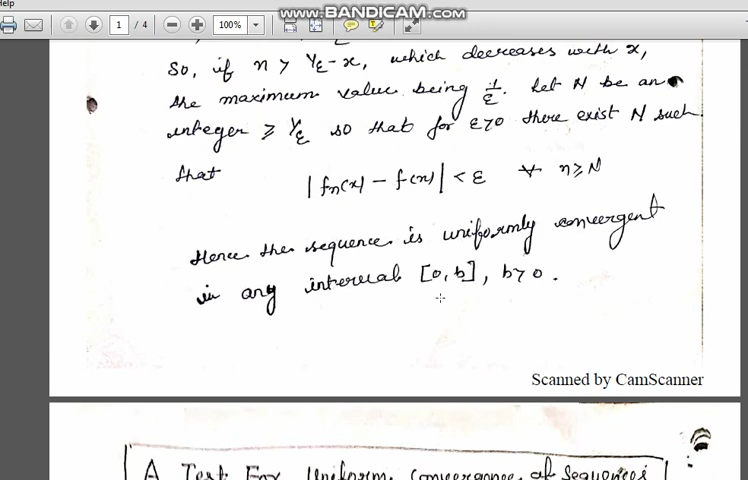 Help
WWW.BANDICAM.COM
1 / 4 100%
So, if n > 1/ε - x, which decreases with x,
the maximum value being 1/ε. Let N be an
integer ≥ 1/ε so that for ε>0 there exist N such
that
|fn(x) - f(x)| < ε ∀ n≥N
Hence the sequence is uniformly convergent
in any interval [0, b], b>0.
Scanned by CamScanner
A Test For Uniform Convergence of Sequences